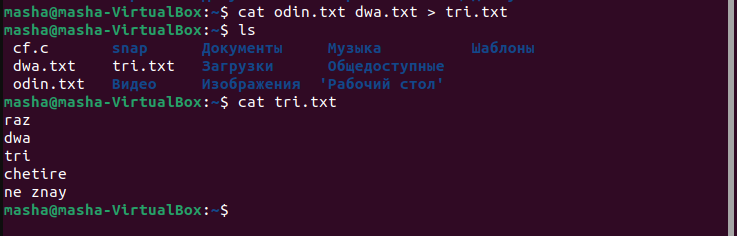 masha@masha-VirtualBox:~$ cat odin.txt dwa.txt > tri.txt
masha@masha-VirtualBox:~$ ls
cf.c snap Документы Музыка Шаблоны
dwa.txt tri.txt Загрузки Общедоступные
odin.txt Видео Изображения 'Рабочий стол'
masha@masha-VirtualBox:~$ cat tri.txt
raz
dwa
tri
chetire
ne znay
masha@masha-VirtualBox:~$